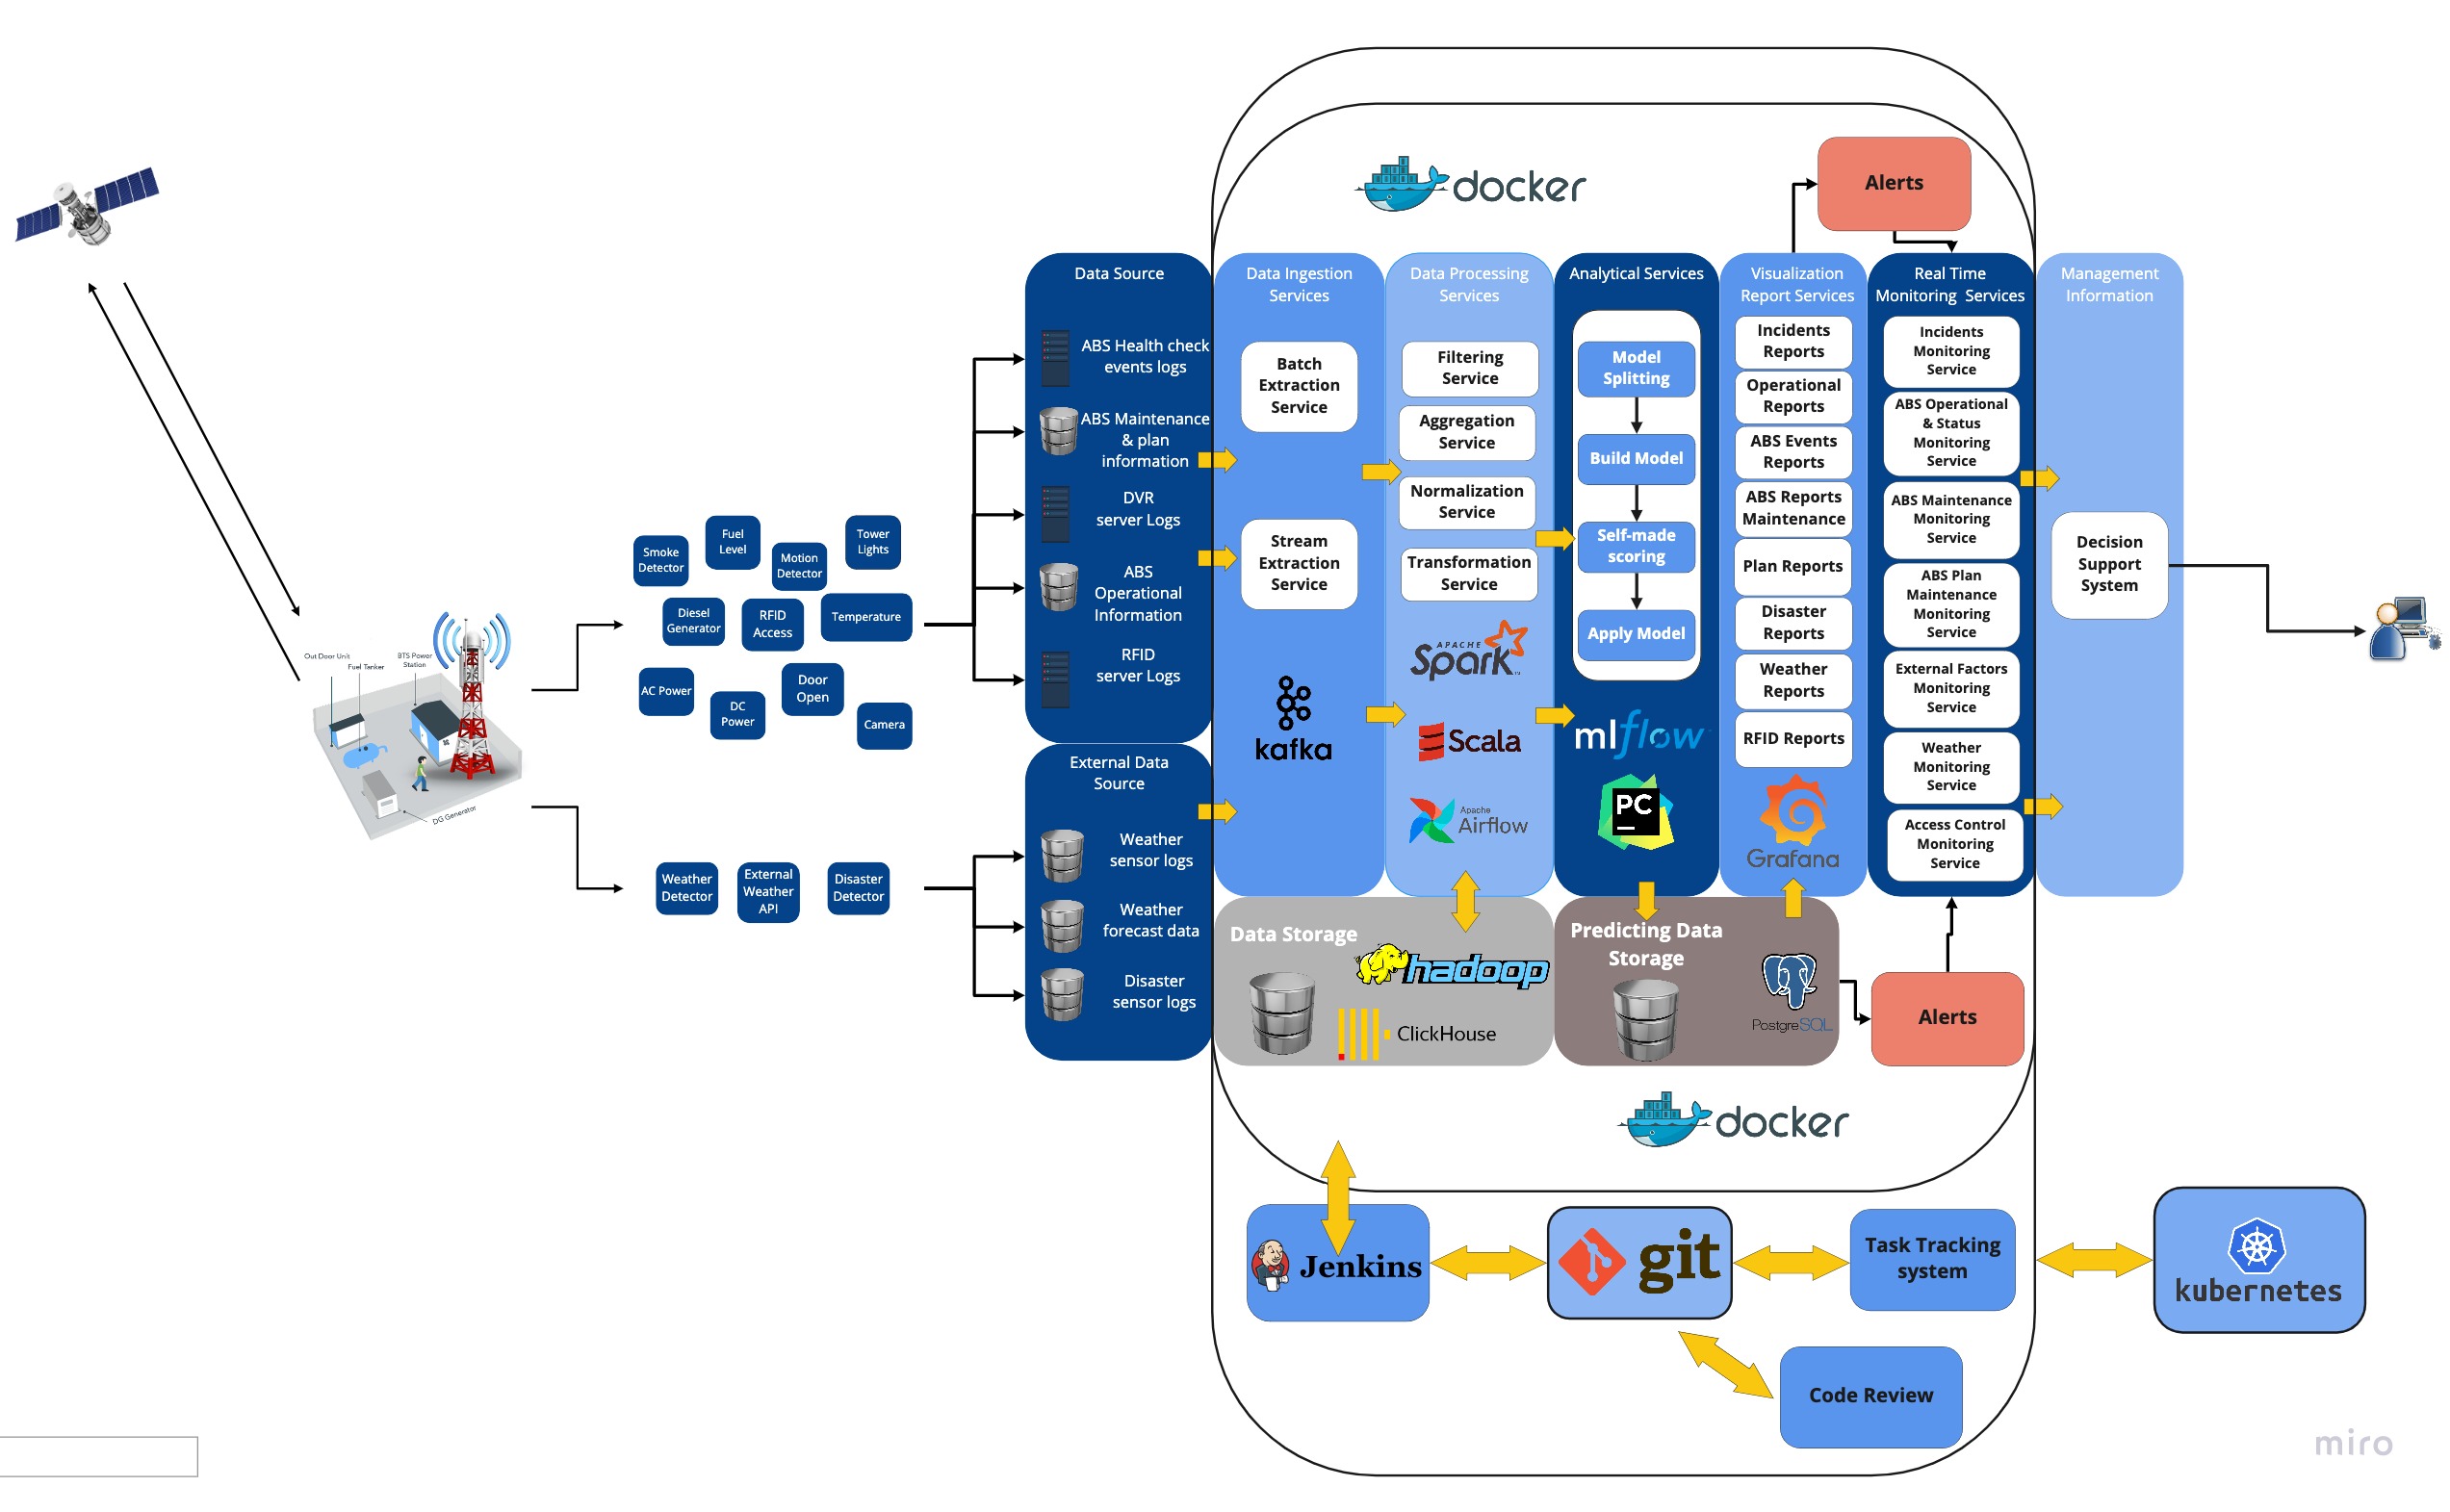 docker
Alerts
Data Source
Data Ingestion
Services
Data Processing
Services
Analytical Services
Visualization
Report Services
Real Time
Monitoring Services
Management
Information
ABS Health check
events logs
ABS Maintenance
& plan
information
DVR
server Logs
ABS
Operational
Information
RFID
server Logs
Batch
Extraction
Service
Stream
Extraction
Service
kafka
Filtering
Service
Aggregation
Service
Normalization
Service
Transformation
Service
APACHE
Spark
Scala
Apache
Airflow
Model
Splitting
Build Model
Self-made
scoring
Apply Model
mlflow
PC
Incidents
Reports
Operational
Reports
ABS Events
Reports
ABS Reports
Maintenance
Plan Reports
Disaster
Reports
Weather
Reports
RFID Reports
Grafana
Incidents
Monitoring
Service
ABS Operational
& Status
Monitoring
Service
ABS Maintenance
Monitoring
Service
ABS Plan
Maintenance
Monitoring
Service
External Factors
Monitoring
Service
Weather
Monitoring
Service
Access Control
Monitoring
Service
Decision
Support
System
Smoke
Detector
Fuel
Level
Motion
Detector
Tower
Lights
Diesel
Generator
RFID
Access
Temperature
AC Power
DC
Power
Door
Open
Camera
Out Door Unit
Fuel Tanker
BTS Power
Station
DG Generator
Weather
Detector
External
Weather
API
Disaster
Detector
External Data
Source
Weather
sensor logs
Weather
forecast data
Disaster
sensor logs
Data Storage
hadoop
ClickHouse
Predicting Data
Storage
PostgreSQL
Alerts
docker
Jenkins
git
Task Tracking
system
kubernetes
Code Review
miro